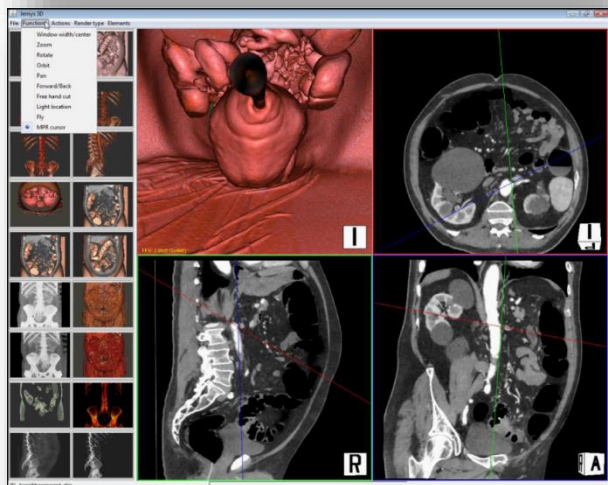 Jemys 3D
File Function Actions Render type Elements
Window width/center
Zoom
Rotate
Orbit
Pan
Forward/Back
Free hand cut
Light location
Fly
MPR cursor
I
I
R
A